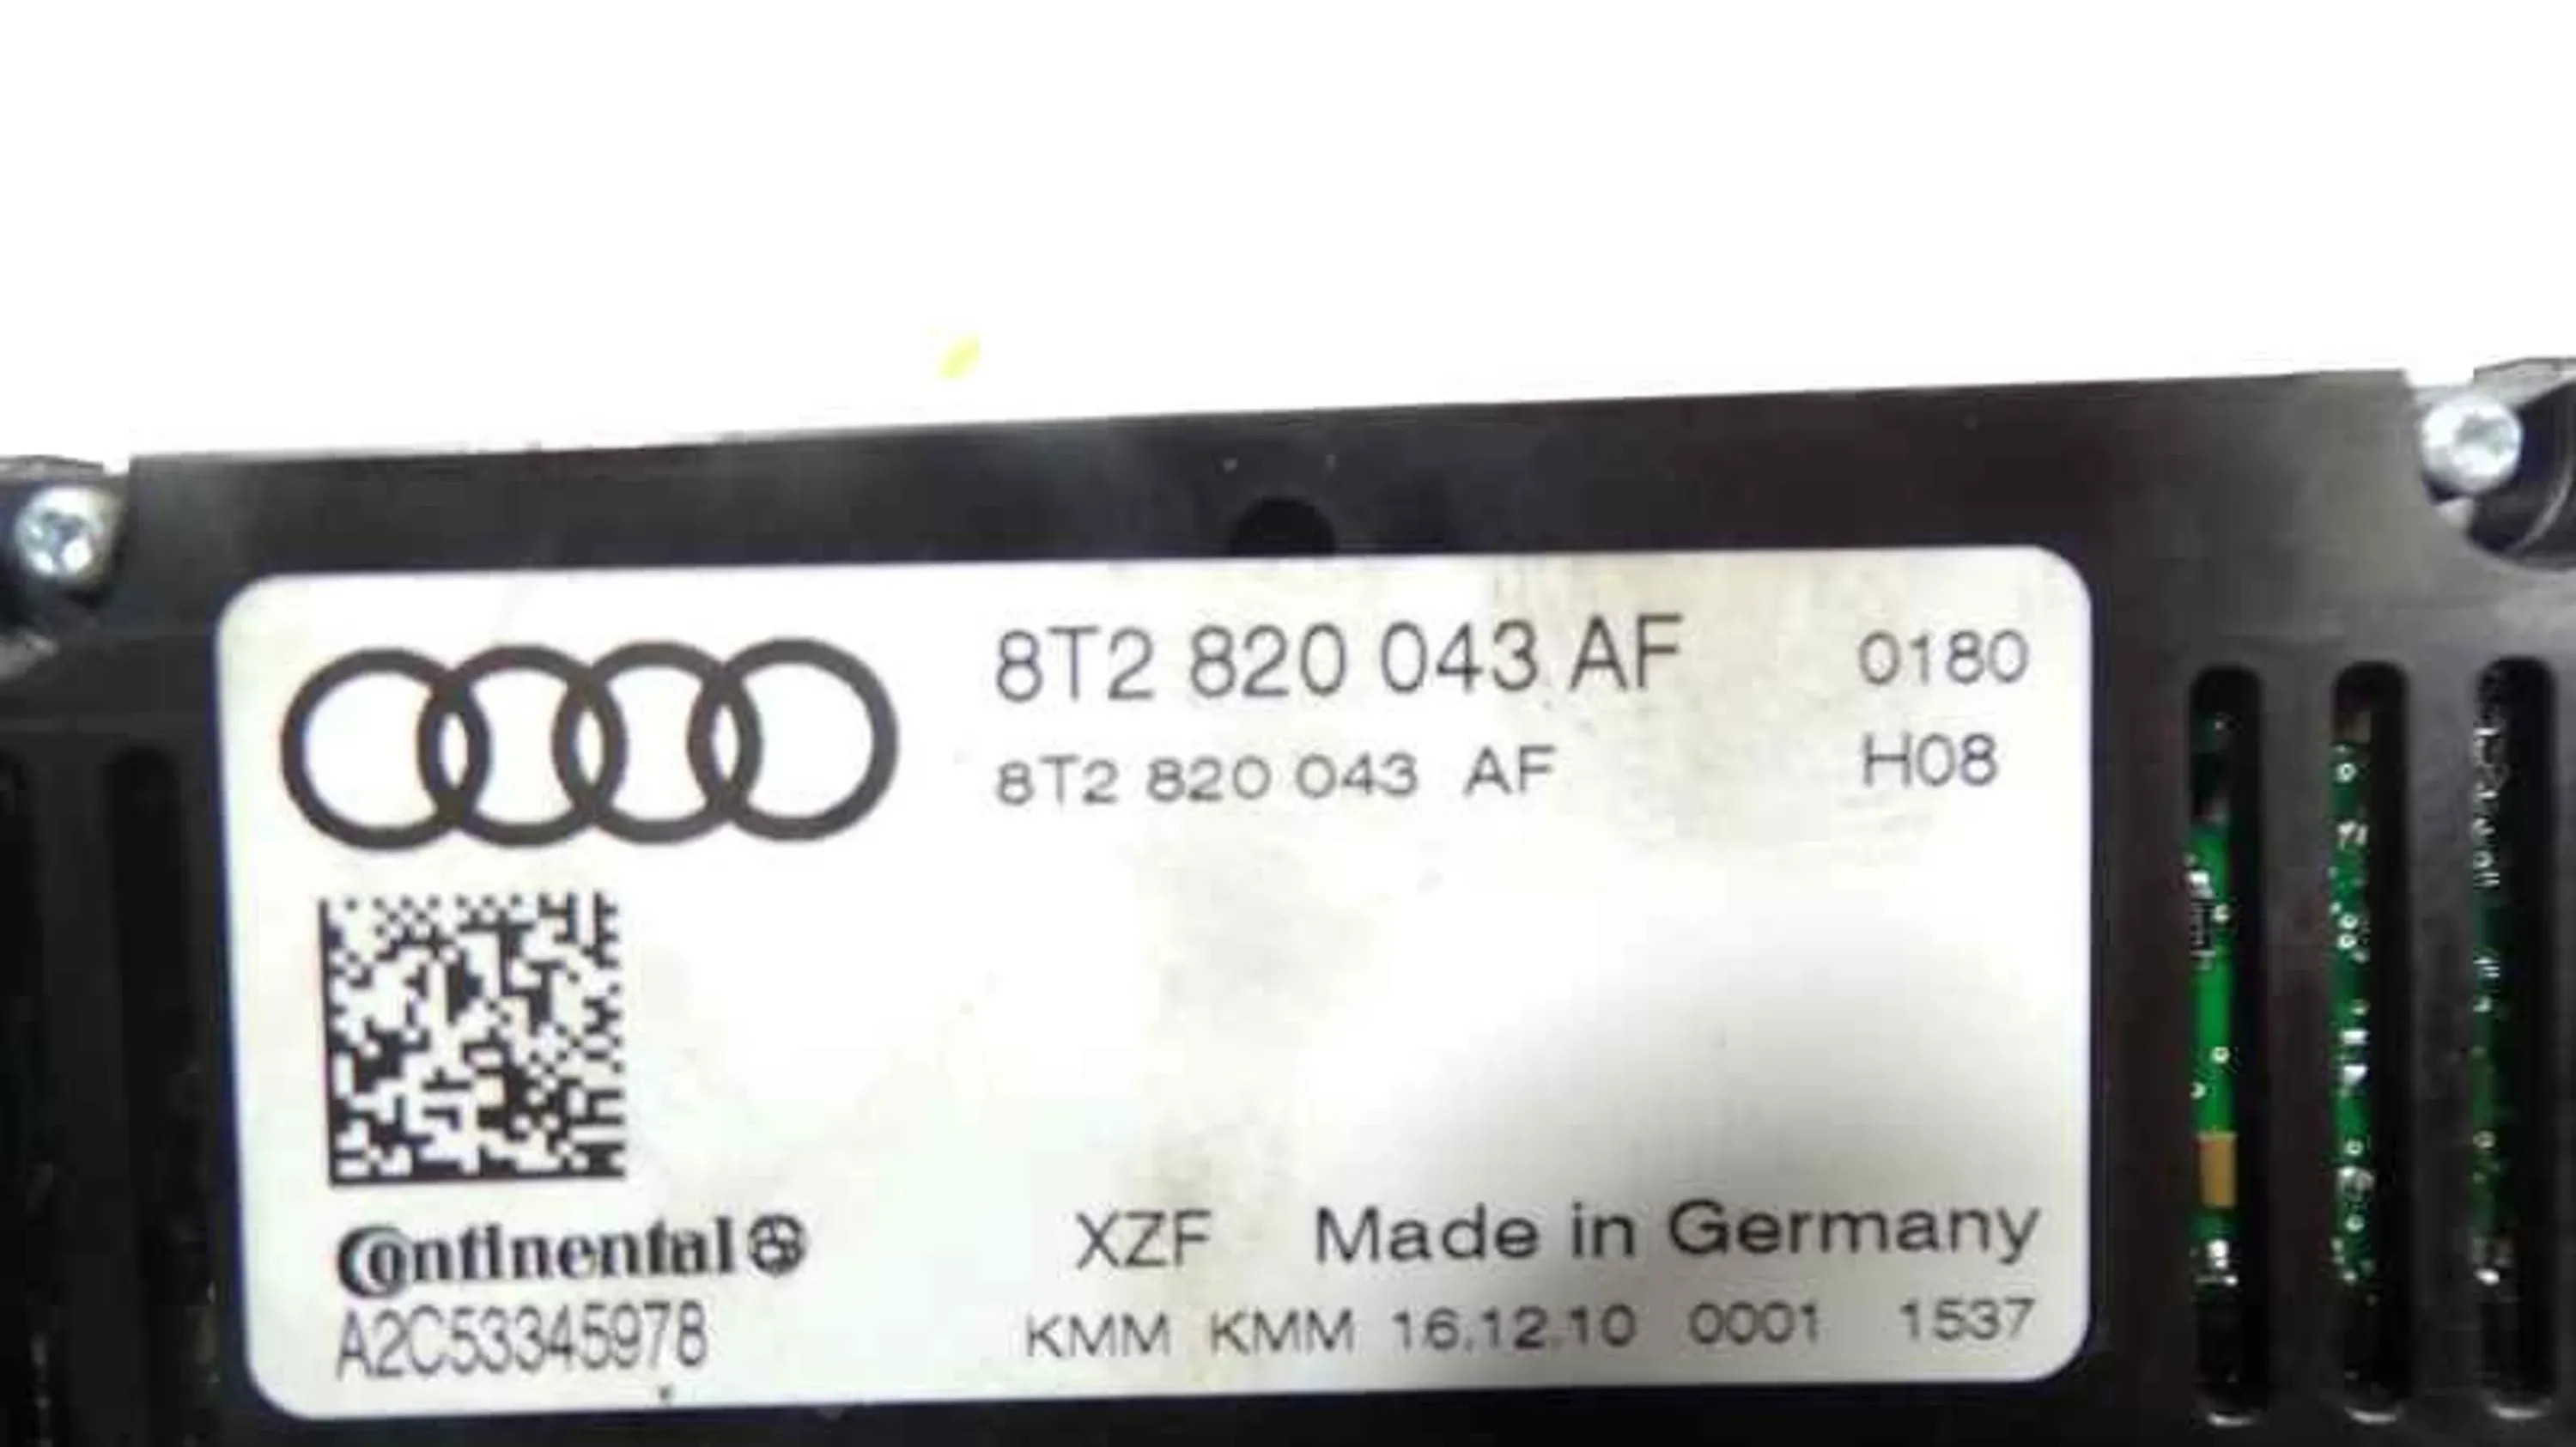 8T2 820 043 AF 0180
8T2 820 043 AF H08
Continental
XZF Made in Germany
A2C53345978
KMM KMM 16.12.10 0001 1537